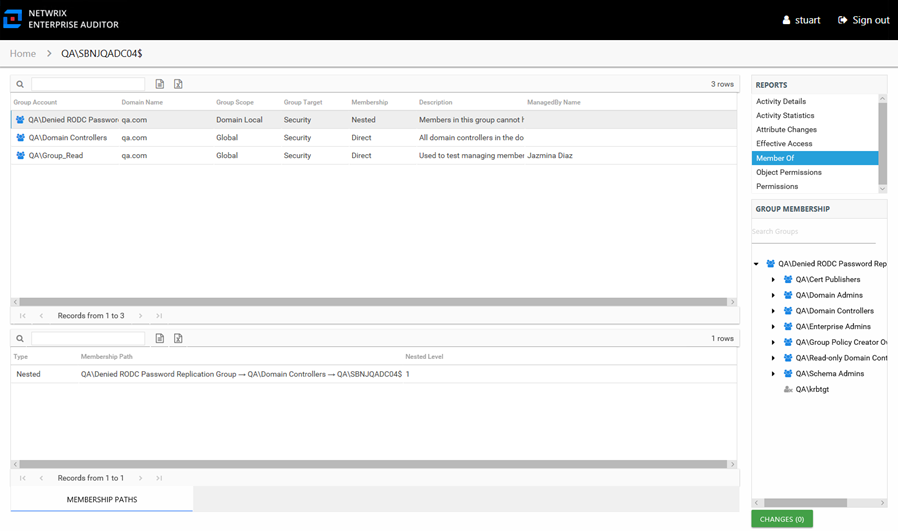 NETWRIX
ENTERPRISE AUDITOR
stuart
Sign out
Home > QA\SBNJQADC04$
3 rows
Group Account Domain Name Group Scope Group Target Membership Description ManagedBy Name
QA\Denied RODC Passwor qa.com Domain Local Security Nested Members in this group cannot h
QA\Domain Controllers qa.com Global Security Direct All domain controllers in the do
QA\Group_Read qa.com Global Security Direct Used to test managing member Jazmina Diaz
Records from 1 to 3
1 rows
Type Membership Path Nested Level
Nested QA\Denied RODC Password Replication Group → QA\Domain Controllers → QA\SBNJQADC04$ 1
Records from 1 to 1
MEMBERSHIP PATHS
REPORTS
Activity Details
Activity Statistics
Attribute Changes
Effective Access
Member Of
Object Permissions
Permissions
GROUP MEMBERSHIP
Search Groups
QA\Denied RODC Password Rep
QA\Cert Publishers
QA\Domain Admins
QA\Domain Controllers
QA\Enterprise Admins
QA\Group Policy Creator Ov
QA\Read-only Domain Cont
QA\Schema Admins
QA\krbtgt
CHANGES (0)